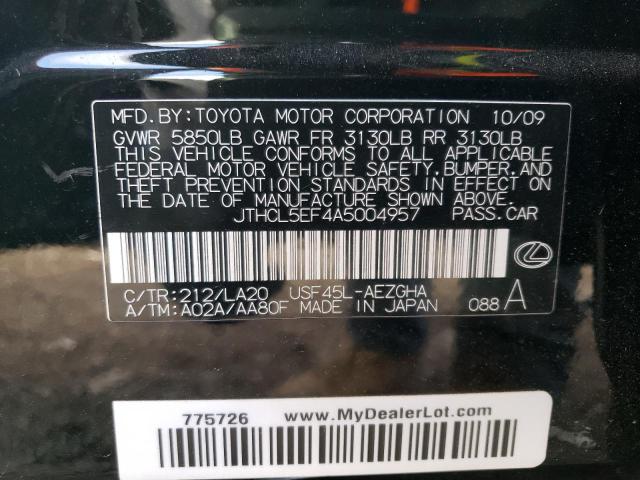 MFD.BY:TOYOTA MOTOR CORPORATION 10/09
GVWR 5850LB GAWR FR 3130LB RR 3130LB
THIS VEHICLE CONFORMS TO ALL APPLICABLE
FEDERAL MOTOR VEHICLE SAFETY,BUMPER,AND
THEFT PREVENTION STANDARDS IN EFFECT ON
THE DATE OF MANUFACTURE SHOWN ABOVE.
JTHCL5EF4A5004957 PASS.CAR
C/TR:212/LA20 USF45L-AEZGHA
A/TM:A02A/AA80F MADE IN JAPAN 088 A
775726 www.MyDealerLot.com